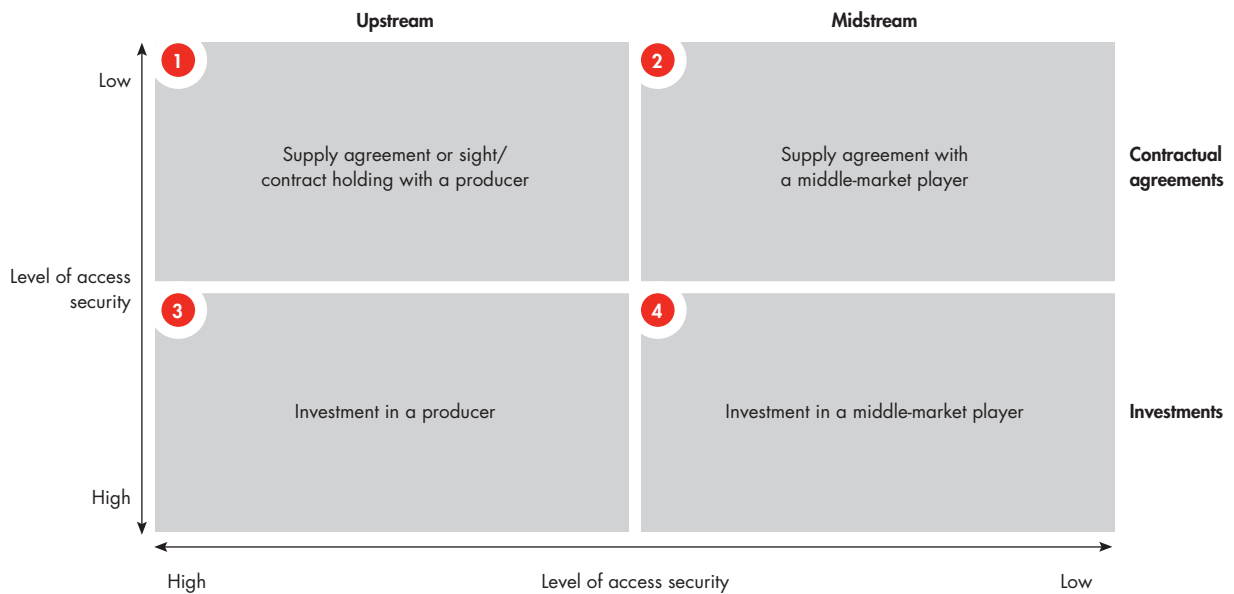 Upstream
Midstream
Low
1
2
Supply agreement or sight/
contract holding with a producer
Supply agreement with
a middle-market player
Contractual
agreements
Level of access
security
3
4
Investment in a producer
Investment in a middle-market player
Investments
High
High
Level of access security
Low